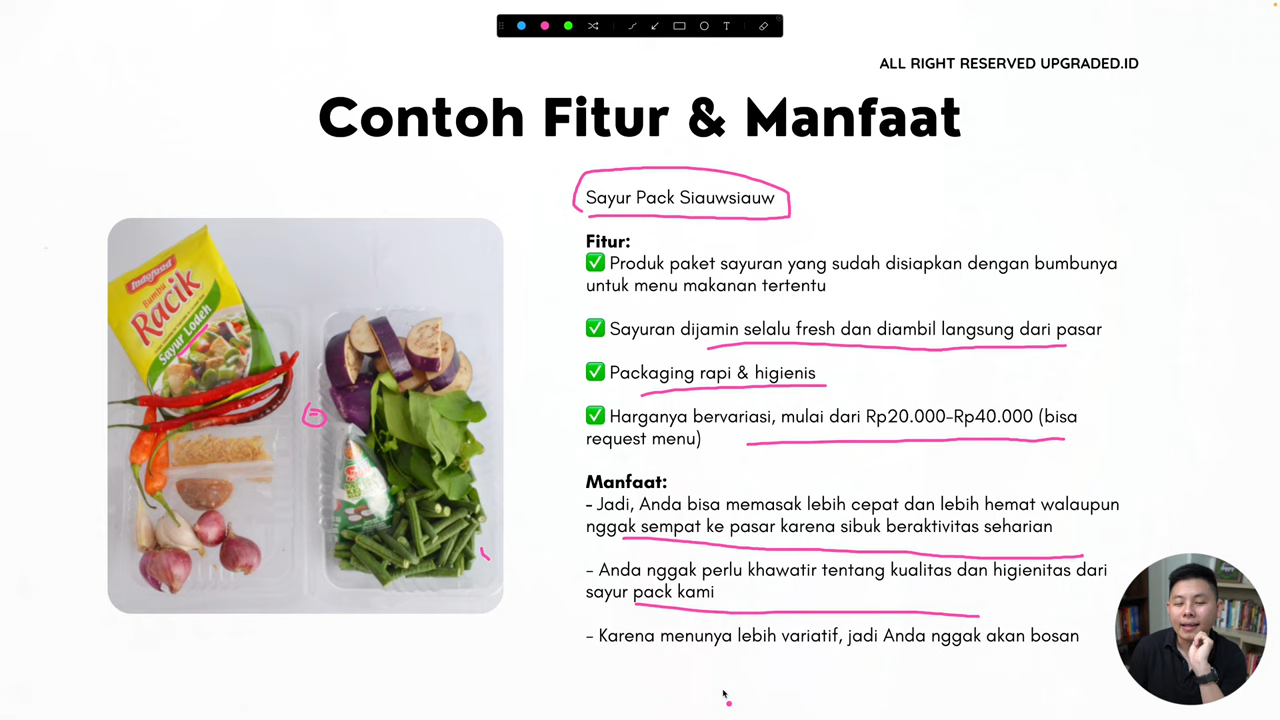 T
ALL RIGHT RESERVED UPGRADED.ID
Contoh Fitur & Manfaat
Sayur Pack Siauwsiauw
Fitur:
✅ Produk paket sayuran yang sudah disiapkan dengan bumbunya
untuk menu makanan tertentu
✅ Sayuran dijamin selalu fresh dan diambil langsung dari pasar
✅ Packaging rapi & higienis
✅ Harganya bervariasi, mulai dari Rp20.000-Rp40.000 (bisa
request menu)
Manfaat:
- Jadi, Anda bisa memasak lebih cepat dan lebih hemat walaupun
nggak sempat ke pasar karena sibuk beraktivitas seharian
- Anda nggak perlu khawatir tentang kualitas dan higienitas dari
sayur pack kami
- Karena menunya lebih variatif, jadi Anda nggak akan bosan
Indofood
Bumbu
Racik
Sayur Lodeh